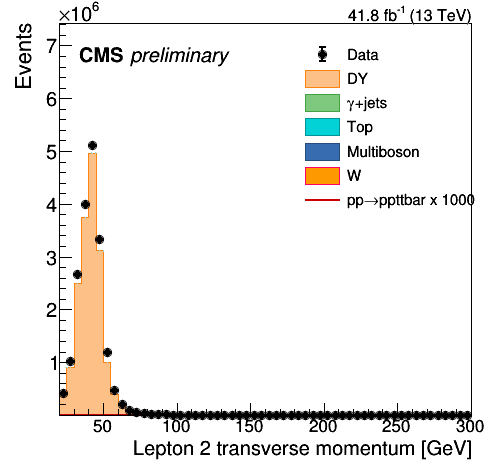 ×10⁶
41.8 fb⁻¹ (13 TeV)
Events
CMS preliminary
Data
DY
γ+jets
Top
Multiboson
W
pp→ppttbar x 1000
7
6
5
4
3
2
1
50 100 150 200 250 300
Lepton 2 transverse momentum [GeV]